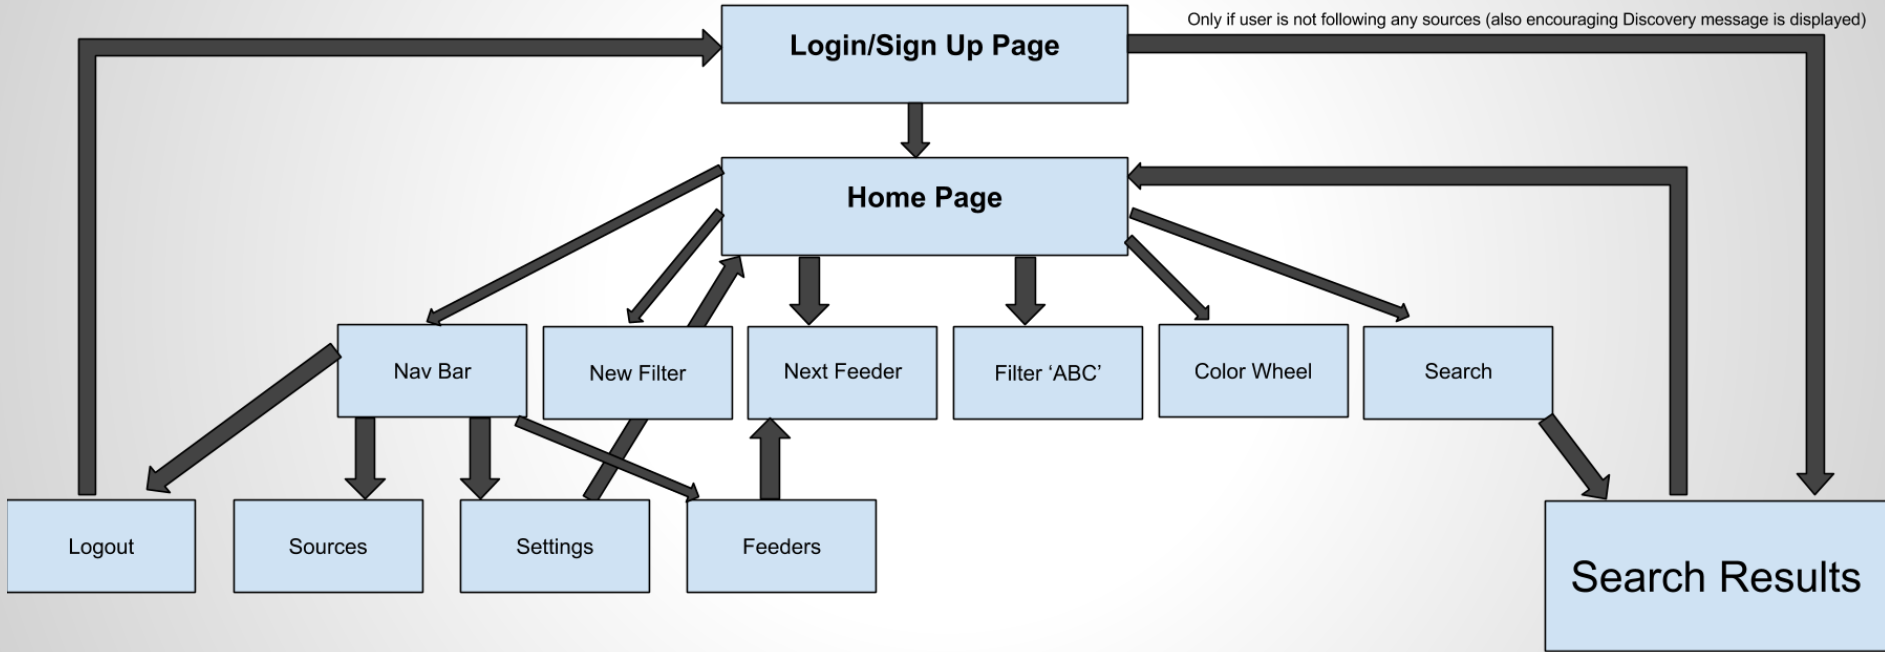 Only if user is not following any sources (also encouraging Discovery message is displayed)
Login/Sign Up Page
Home Page
Nav Bar
New Filter
Next Feeder
Filter ‘ABC’
Color Wheel
Search
Logout
Sources
Settings
Feeders
Search Results